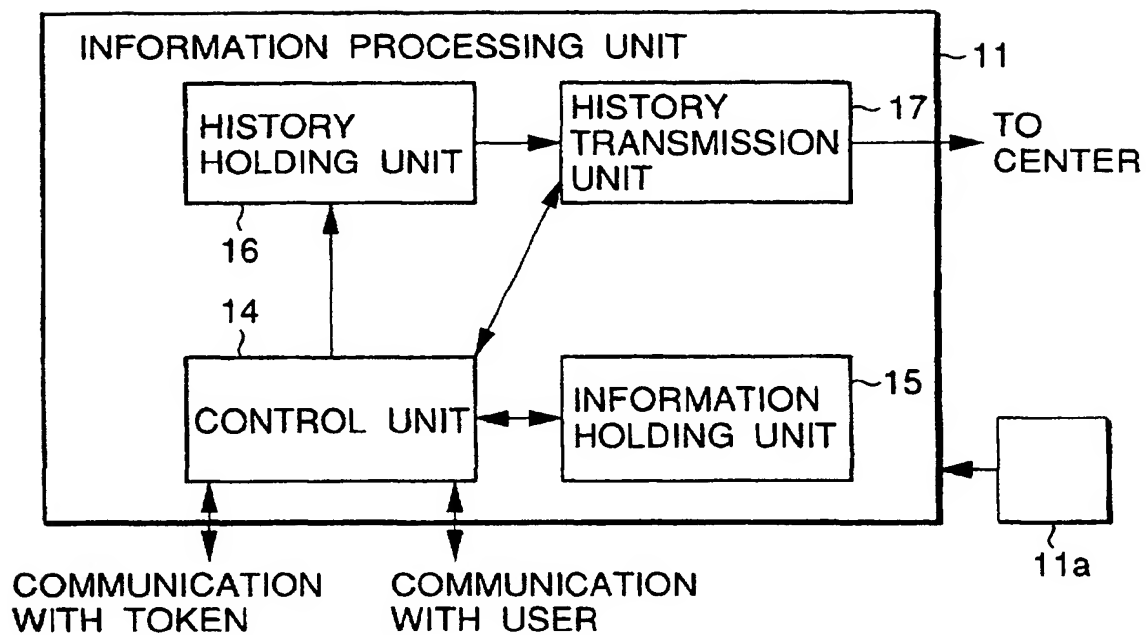 INFORMATION PROCESSING UNIT
11
HISTORY
HOLDING UNIT
16
HISTORY
TRANSMISSION
UNIT
17
TO
CENTER
14
CONTROL UNIT
INFORMATION
HOLDING UNIT
15
11a
COMMUNICATION
WITH TOKEN
COMMUNICATION
WITH USER